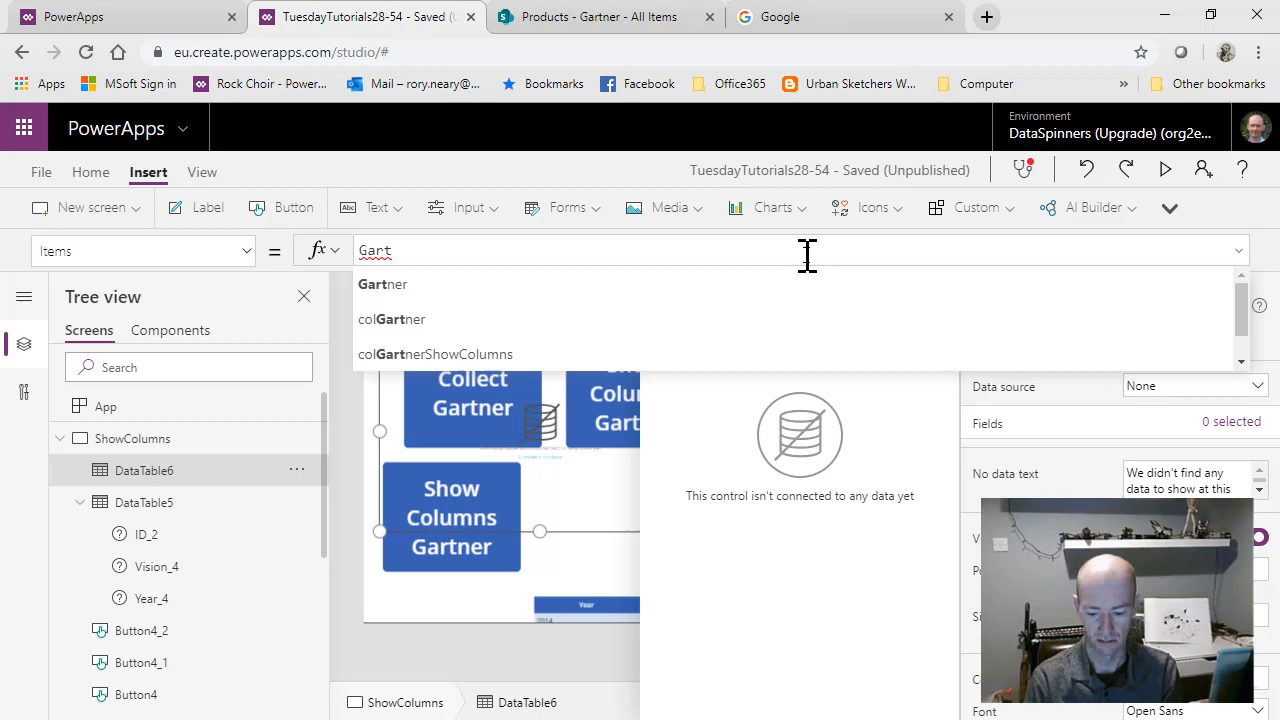 PowerApps
TuesdayTutorials28-54 - Saved (U
Products - Gartner - All Items
Google
eu.create.powerapps.com/studio/#
Apps
MSoft Sign in
Rock Choir - Power...
Mail – rory.neary@...
Bookmarks
Facebook
Office365
Urban Sketchers W...
Computer
»
Other bookmarks
PowerApps
Environment
DataSpinners (Upgrade) (org2e...
File
Home
Insert
View
TuesdayTutorials28-54 - Saved (Unpublished)
New screen
Label
Button
Text
Input
Forms
Media
Charts
Icons
Custom
AI Builder
Items
=
fx
Gart
Gartner
colGartner
colGartnerShowColumns
Tree view
Screens
Components
Search
App
ShowColumns
DataTable6
DataTable5
ID_2
Vision_4
Year_4
Button4_2
Button4_1
Button4
Collect
Gartner
Colu
Gart
Show
Columns
Gartner
Year
2014
This control isn't connected to any data yet
Data source
None
Fields
0 selected
No data text
We didn't find any
data to show at this
Font
Open Sans
ShowColumns
DataTable6